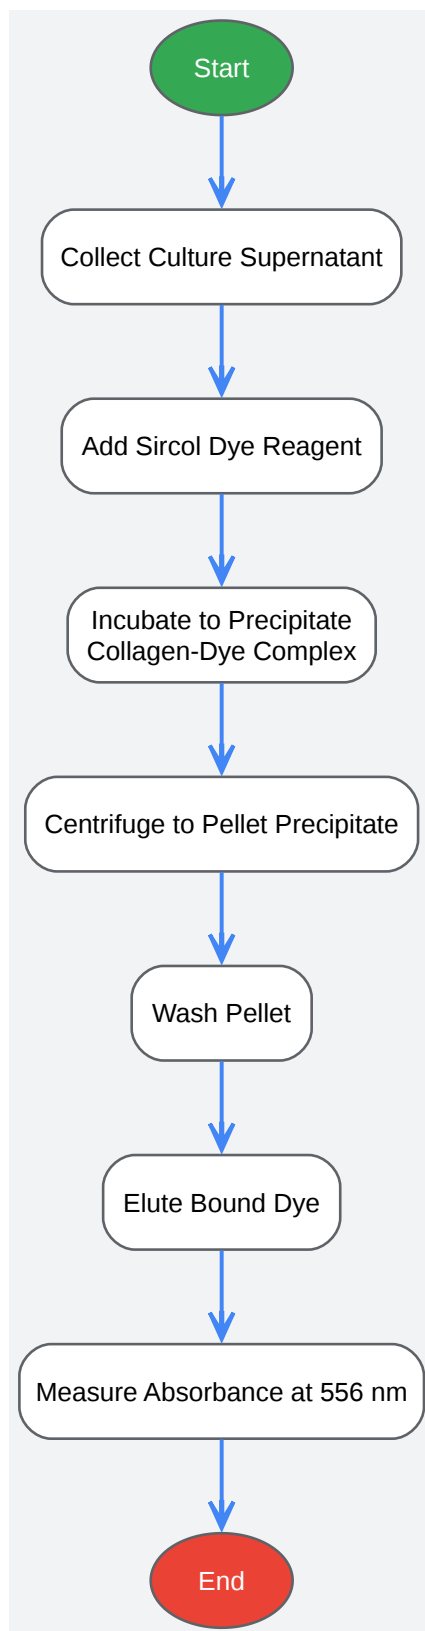 Start
Collect Culture Supernatant
Add Sircol Dye Reagent
Incubate to Precipitate
Collagen-Dye Complex
Centrifuge to Pellet Precipitate
Wash Pellet
Elute Bound Dye
Measure Absorbance at 556 nm
End